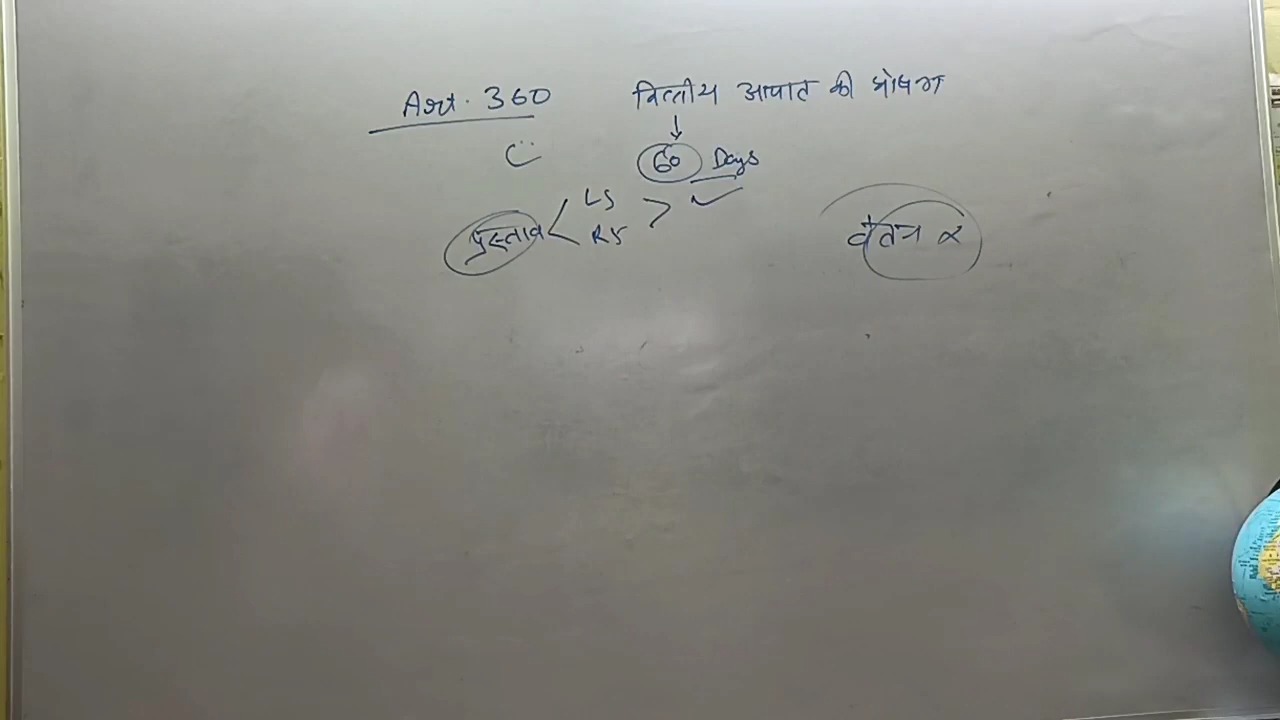 Art. 360 वित्तीय आपात की घोषणा
60 Days
प्रस्ताव < LS >
RS
वेतन